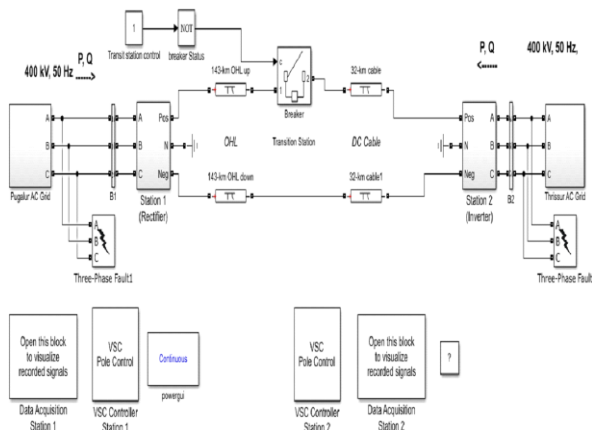 1
NOT
Transit station control
breaker Status
P, Q
400 kV, 50 Hz
P, Q
400 kV, 50 Hz,
143-km OHL up
c
1
2
Breaker
32-km cable
Transition Station
OHL
DC Cable
A
B
C
Pugalur AC Grid
B1
A
B
C
Pos
N
Neg
Station 1
(Rectifier)
143-km OHL down
32-km cable1
Pos
N
Neg
A
B
C
Station 2
(Inverter)
B2
A
B
C
Thrissur AC Grid
A
B
C
Three-Phase Fault1
A
B
C
Three-Phase Fault
Open this block
to visualize
recorded signals
Data Acquisition
Station 1
VSC
Pole Control
VSC Controller
Station 1
Continuous
powergui
VSC
Pole Control
VSC Controller
Station 2
Open this block
to visualize
recorded signals
Data Acquisition
Station 2
?